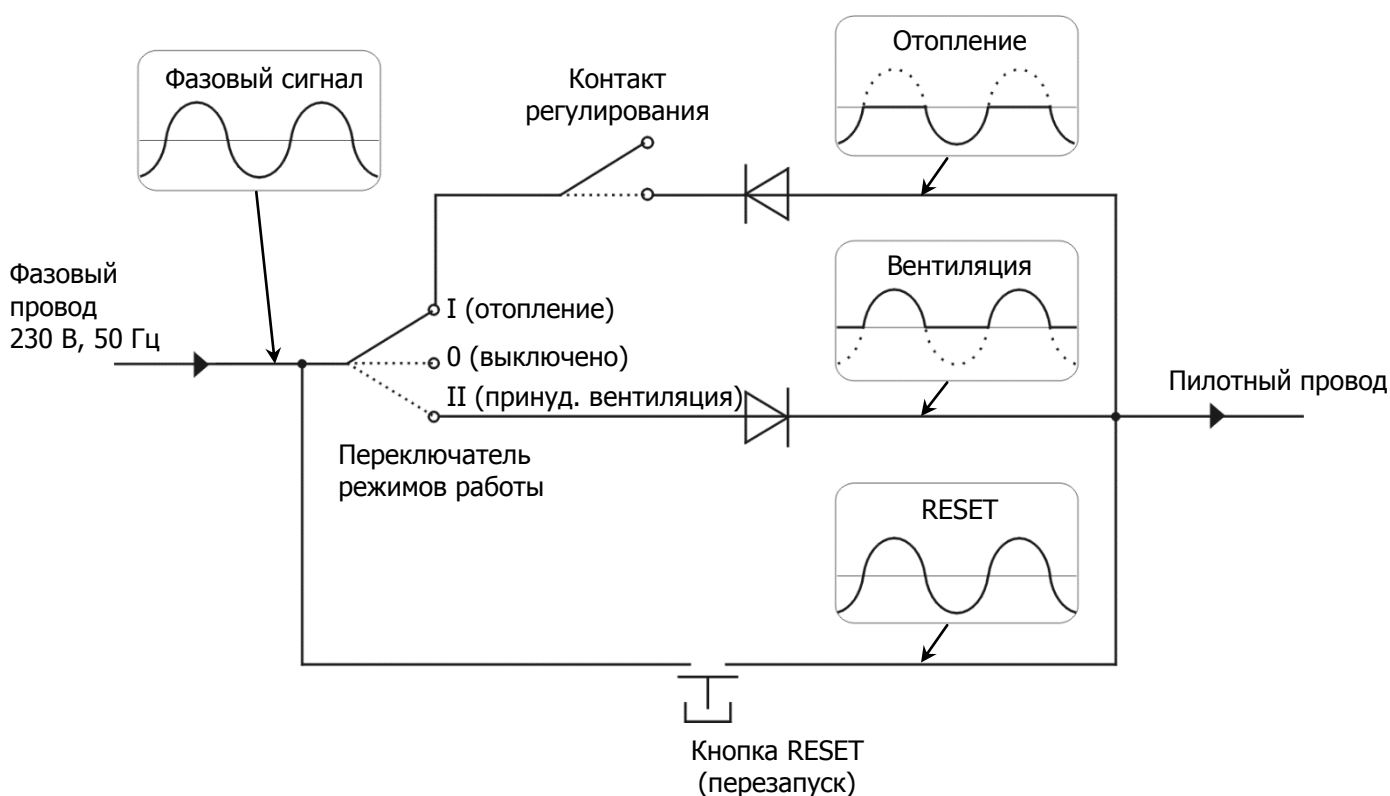 Фазовый сигнал
Контакт
регулирования
Отопление
Фазовый
провод
230 В, 50 Гц
I (отопление)
0 (выключено)
II (принуд. вентиляция)
Переключатель
режимов работы
Вентиляция
Пилотный провод
RESET
Кнопка RESET
(перезапуск)